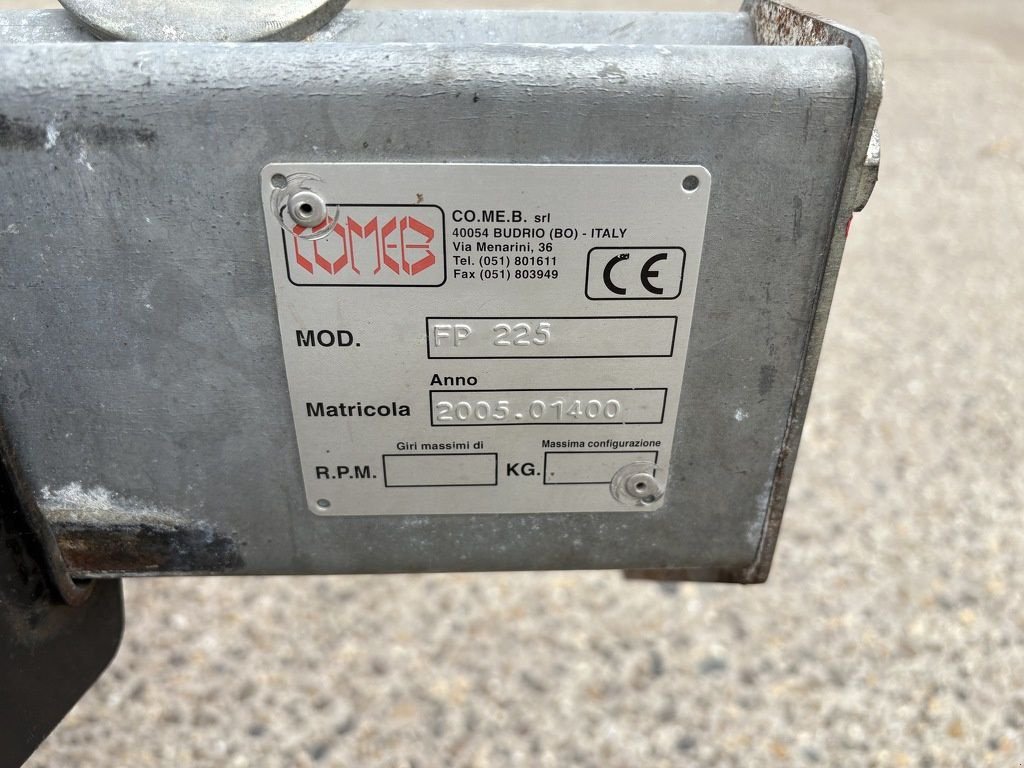 COMEB
CO.ME.B. srl
40054 BUDRIO (BO) - ITALY
Via Menarini, 36
Tel. (051) 801611
Fax (051) 803949
CE
MOD. FP 225
Anno
Matricola 2005.01400
Giri massimi di
Massima configurazione
R.P.M. KG.